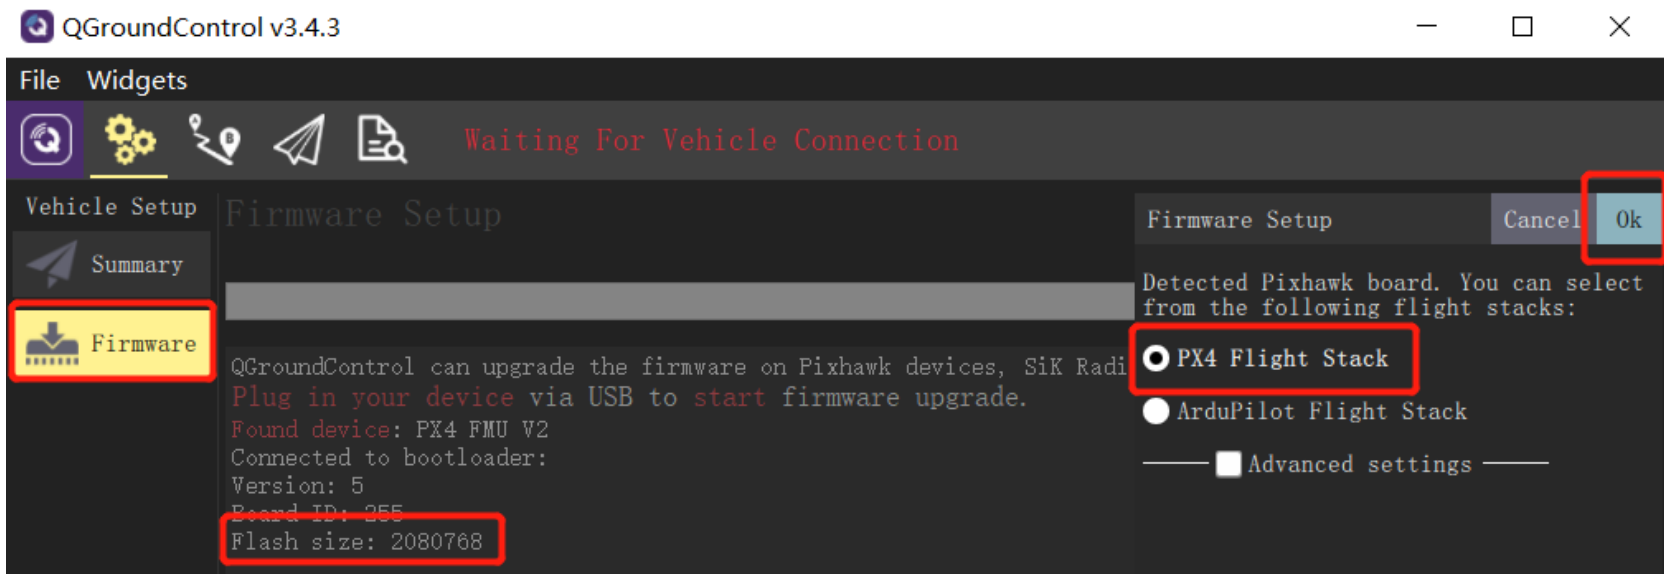 QGroundControl v3.4.3
File Widgets
Waiting For Vehicle Connection
Vehicle Setup
Summary
Firmware
Firmware Setup
QGroundControl can upgrade the firmware on Pixhawk devices, SiK Radi
Plug in your device via USB to start firmware upgrade.
Found device: PX4 FMU V2
Connected to bootloader:
Version: 5
Board ID: 255
Flash size: 2080768
Firmware Setup Cancel Ok
Detected Pixhawk board. You can select
from the following flight stacks:
PX4 Flight Stack
ArduPilot Flight Stack
Advanced settings